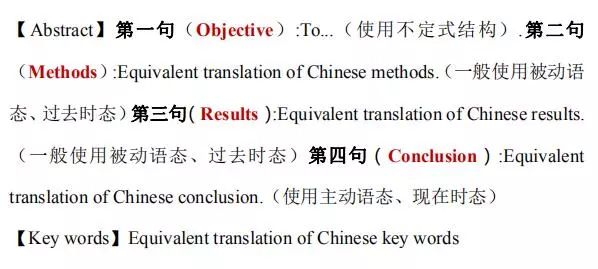 【Abstract】第一句（Objective）:To...（使用不定式结构）.第二句
（Methods）:Equivalent translation of Chinese methods.（一般使用被动语
态、过去时态）第三句（Results）:Equivalent translation of Chinese results.
（一般使用被动语态、过去时态）第四句（Conclusion）:Equivalent
translation of Chinese conclusion.（使用主动语态、现在时态）
【Key words】Equivalent translation of Chinese key words